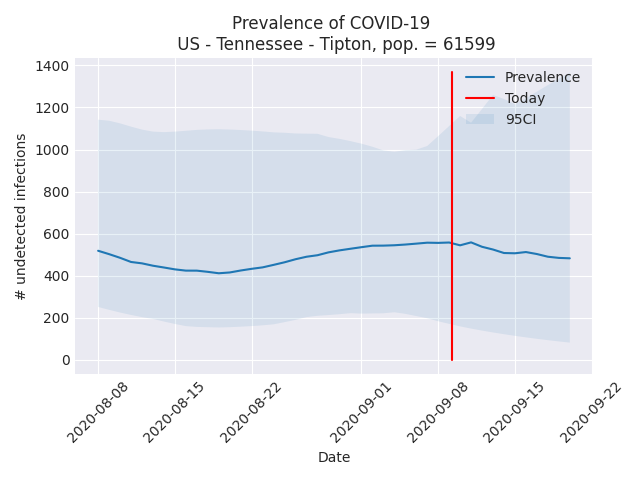 Prevalence of COVID-19
US - Tennessee - Tipton, pop. = 61599
1400
1200
1000
800
600
400
200
0
# undetected infections
Prevalence
Today
95CI
2020-08-08
2020-08-15
2020-08-22
2020-09-01
2020-09-08
2020-09-15
2020-09-22
Date